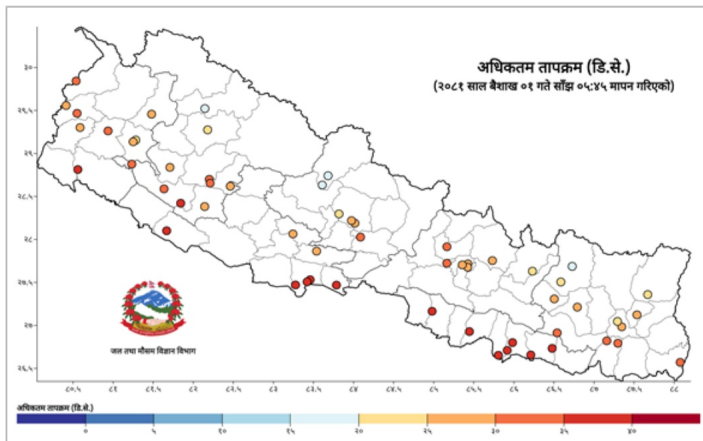 अधिकतम तापक्रम (डि.से.)
(२०८१ साल बैशाख ०१ गते साँझ ०५:४५ मापन गरिएको)
३०
२९.५
२९
२८.५
२८
२७.५
२७
२६.५
जल तथा मौसम विज्ञान विभाग
८०.५ ८१ ८१.५ ८२ ८२.५ ८३ ८३.५ ८४ ८४.५ ८५ ८५.५ ८६ ८६.५ ८७ ८७.५ ८८
अधिकतम तापक्रम (डि.से.)
० ५ १० १५ २० २५ ३० ३५ ४०